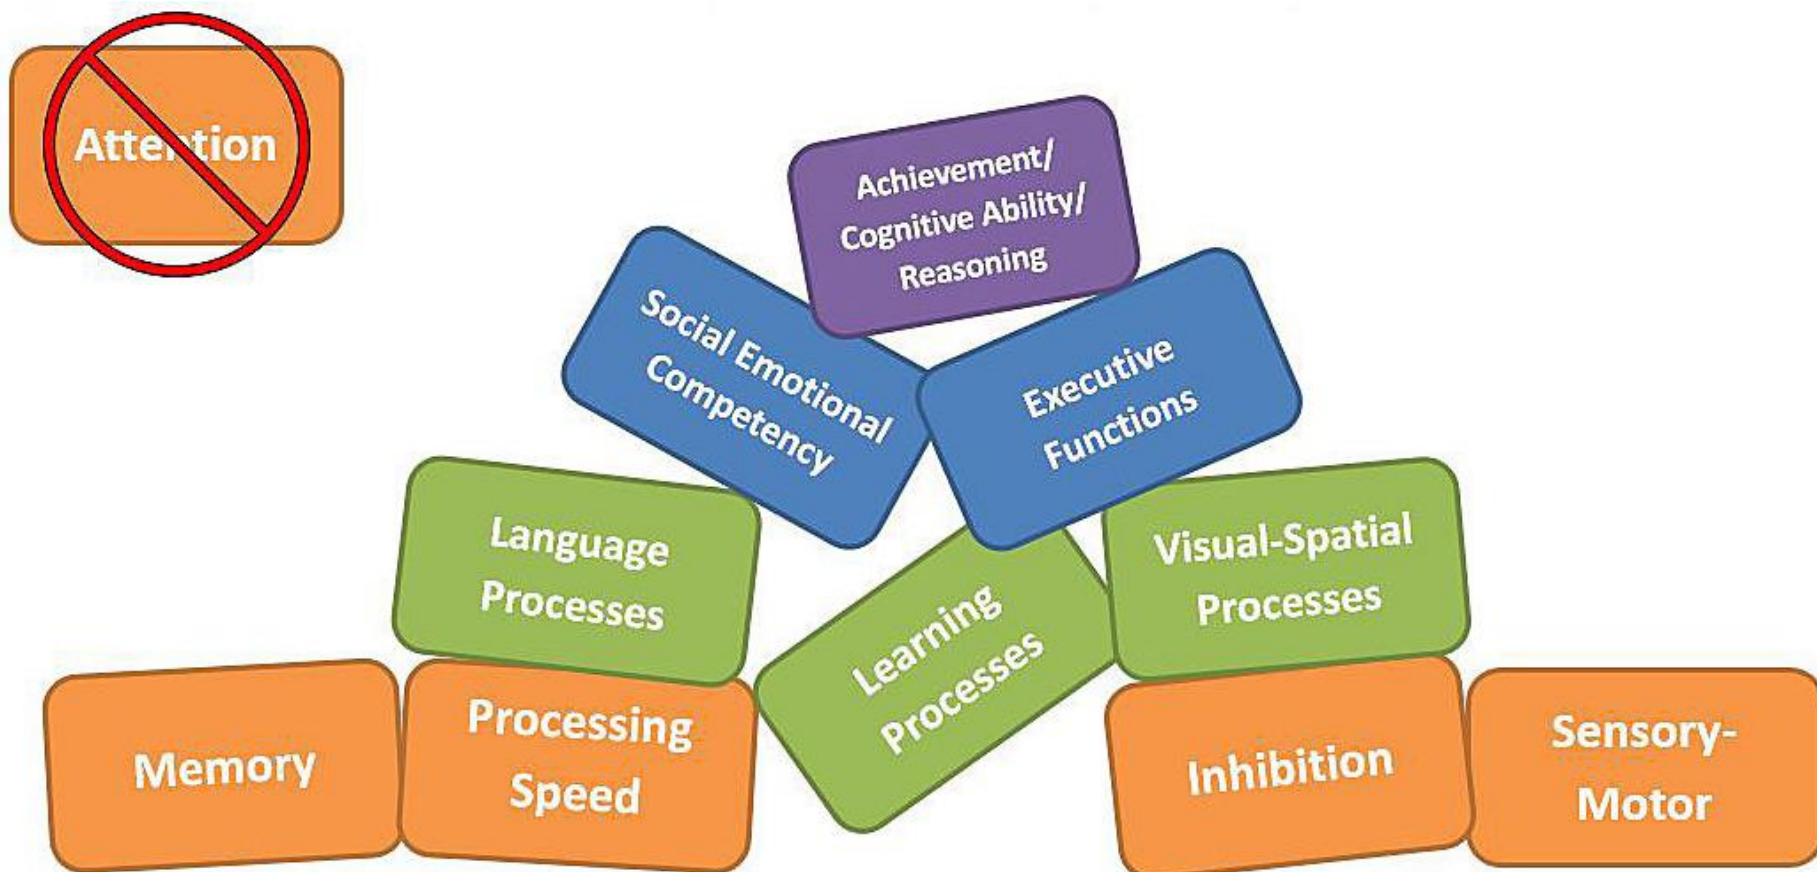 Attention
Achievement/
Cognitive Ability/
Reasoning
Social Emotional
Competency
Executive
Functions
Language
Processes
Learning
Processes
Visual-Spatial
Processes
Memory
Processing
Speed
Inhibition
Sensory-
Motor